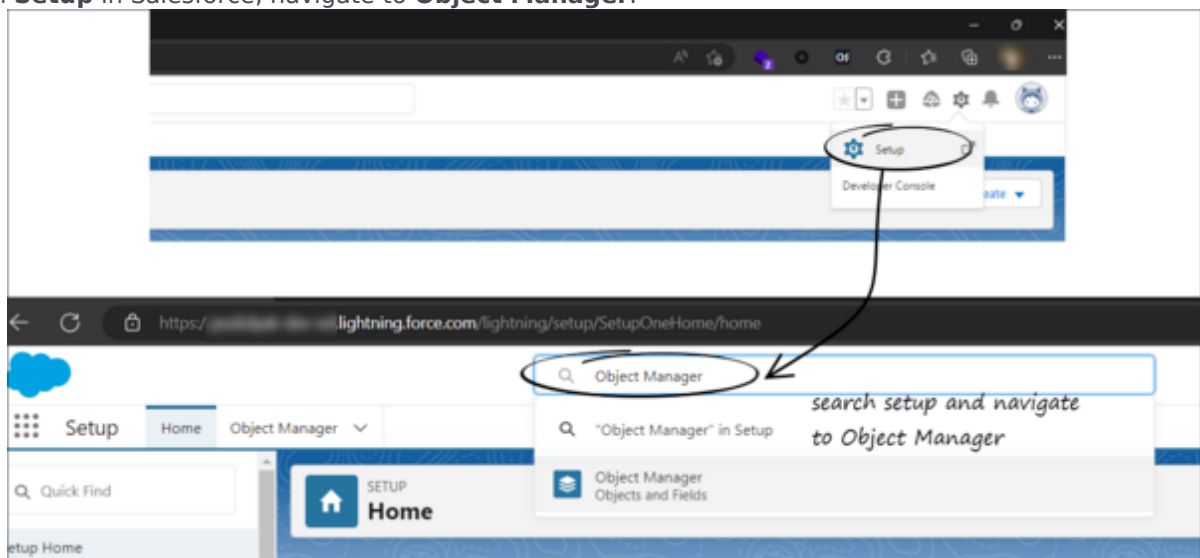 Setup in Salesforce, navigate to Object Manager.
Setup
Developer Console
eate
https:/ lightning.force.com/lightning/setup/SetupOneHome/home
Object Manager
search setup and navigate
to Object Manager
Setup Home Object Manager
"Object Manager" in Setup
Quick Find
SETUP
Home
Object Manager
Objects and Fields
etup Home